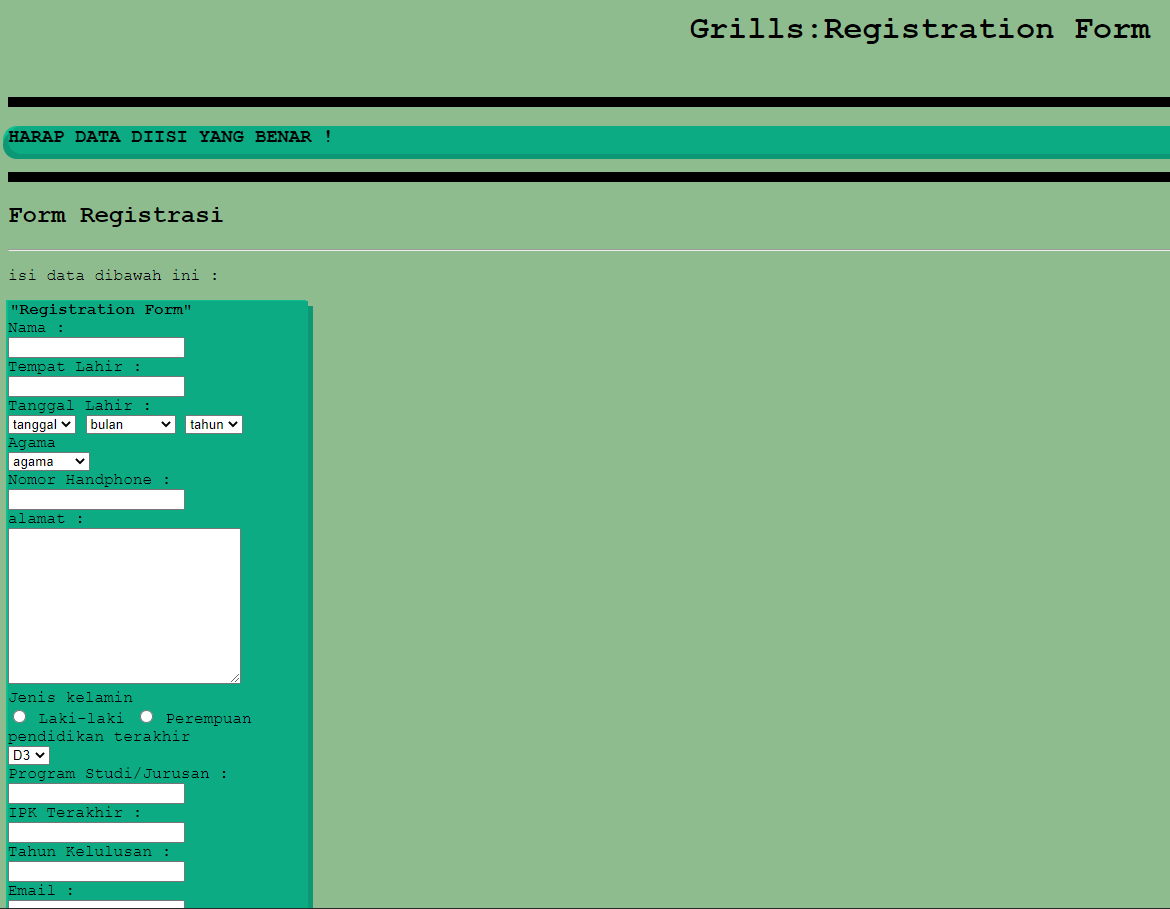 Grills:Registration Form
HARAP DATA DIISI YANG BENAR !
Form Registrasi
isi data dibawah ini :
"Registration Form"
Nama :
Tempat Lahir :
Tanggal Lahir :
tanggal bulan tahun
Agama
agama
Nomor Handphone :
alamat :
Jenis kelamin
Laki-laki Perempuan
pendidikan terakhir
D3
Program Studi/Jurusan :
IPK Terakhir :
Tahun Kelulusan :
Email :